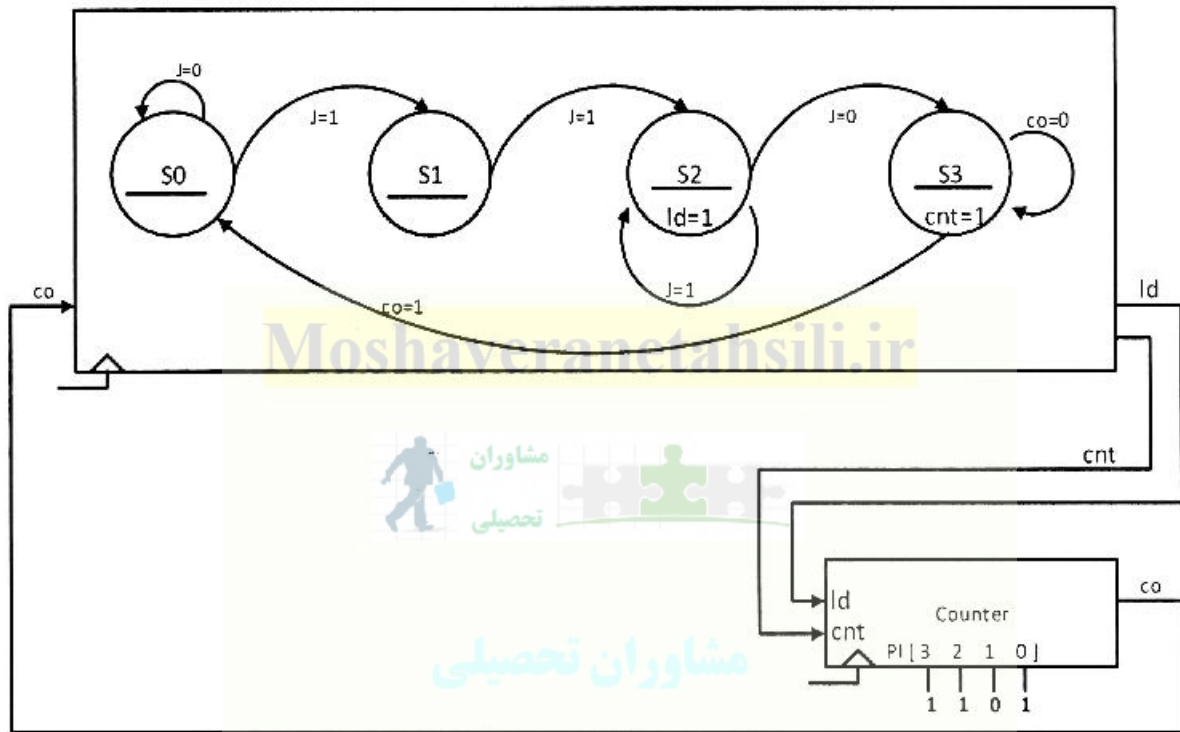 J=0
J=1
J=1
J=0
co=0
S0
S1
S2
S3
ld=1
cnt=1
J=1
co=1
co
ld
Moshaveranetahsili.ir
cnt
مشاوران
تحصیلی
ld
cnt
Counter
co
PI [ 3 2 1 0 ]
1 1 0 1
مشاوران تحصیلی